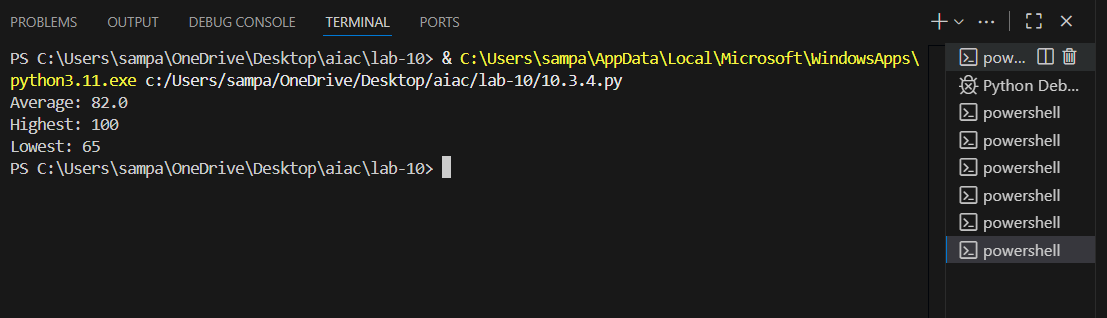 PROBLEMS OUTPUT DEBUG CONSOLE TERMINAL PORTS
PS C:\Users\sampa\OneDrive\Desktop\aiac\lab-10> & C:\Users\sampa\AppData\Local\Microsoft\WindowsApps\
python3.11.exe c:/Users/sampa/OneDrive/Desktop/aiac/lab-10/10.3.4.py
Average: 82.0
Highest: 100
Lowest: 65
PS C:\Users\sampa\OneDrive\Desktop\aiac\lab-10>
pow...
Python Deb...
powershell
powershell
powershell
powershell
powershell
powershell